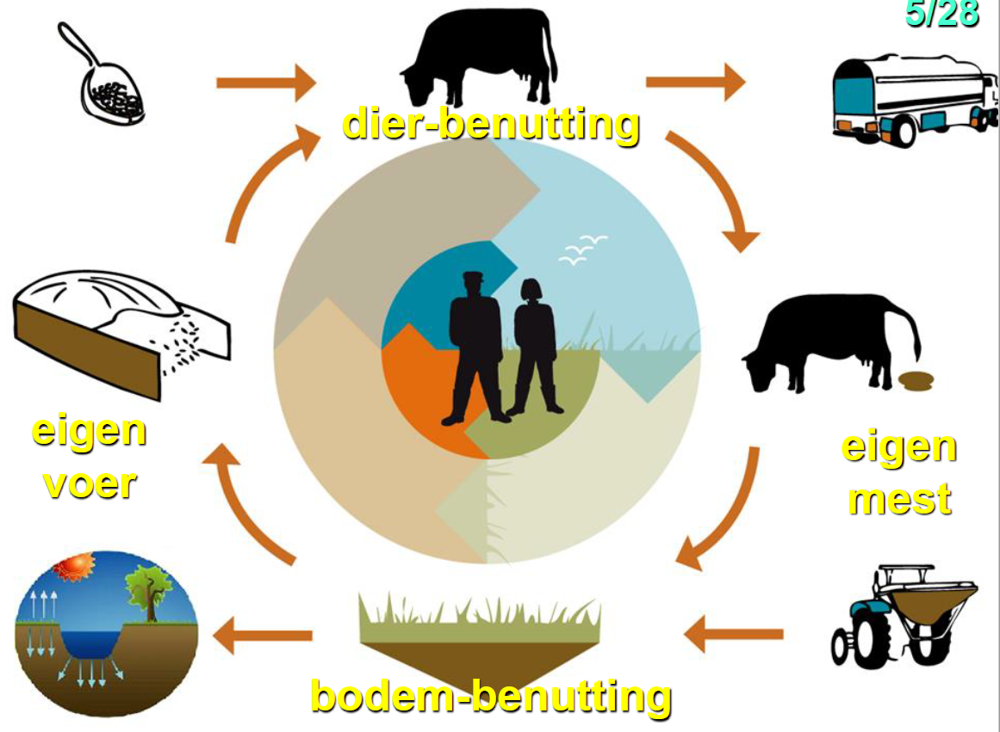 5/28
dier-benutting
eigen
voer
eigen
mest
bodem-benutting